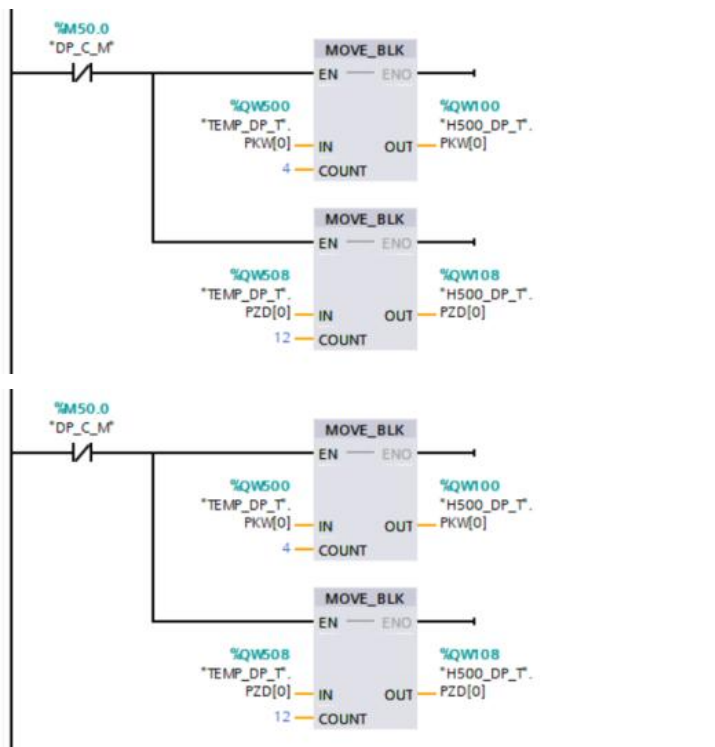 %M50.0
"DP_C_M"
MOVE_BLK
EN ENO
%QW500
"TEMP_DP_T".
PKW[0] IN
4 COUNT
%QW100
"H500_DP_T".
OUT PKW[0]
MOVE_BLK
EN ENO
%QW508
"TEMP_DP_T".
PZD[0] IN
12 COUNT
%QW108
"H500_DP_T".
OUT PZD[0]
%M50.0
"DP_C_M"
MOVE_BLK
EN ENO
%QW500
"TEMP_DP_T".
PKW[0] IN
4 COUNT
%QW100
"H500_DP_T".
OUT PKW[0]
MOVE_BLK
EN ENO
%QW508
"TEMP_DP_T".
PZD[0] IN
12 COUNT
%QW108
"H500_DP_T".
OUT PZD[0]